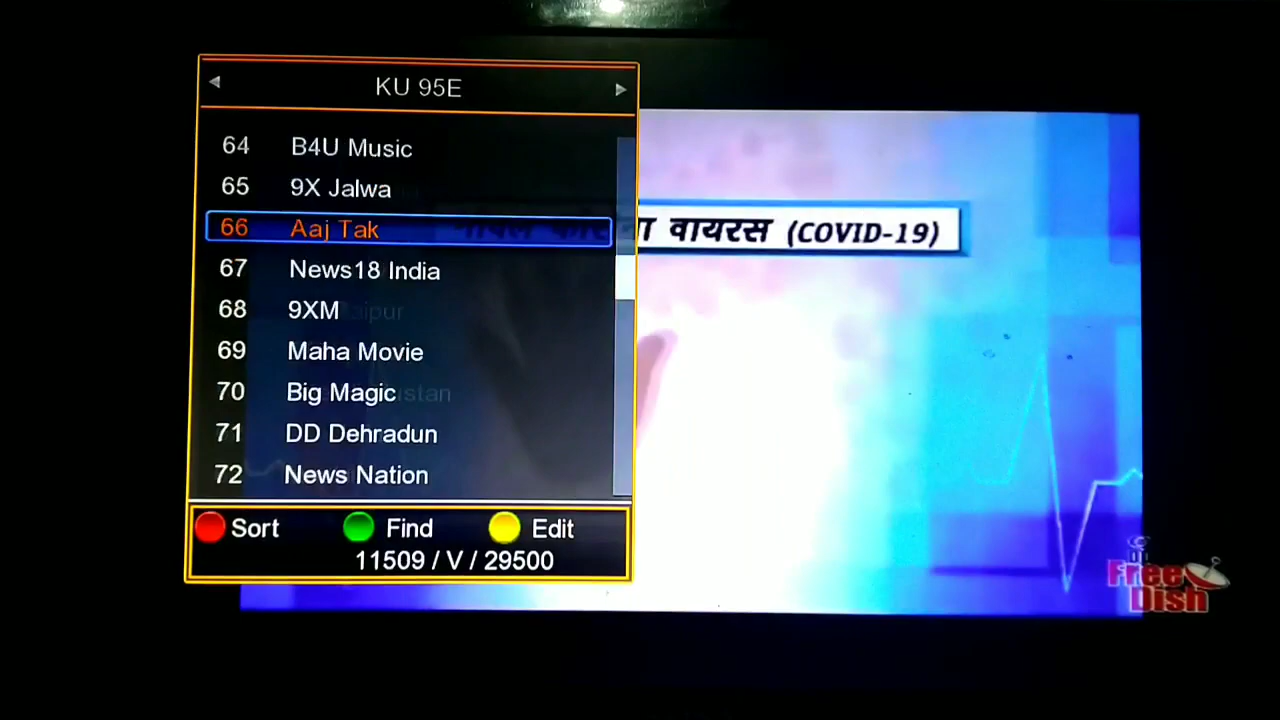 KU 95E
64 B4U Music
65 9X Jalwa
66 Aaj Tak
वायरस (COVID-19)
67 News18 India
68 9XM
69 Maha Movie
70 Big Magic
71 DD Dehradun
72 News Nation
Sort Find Edit
11509 / V / 29500
Free
Dish